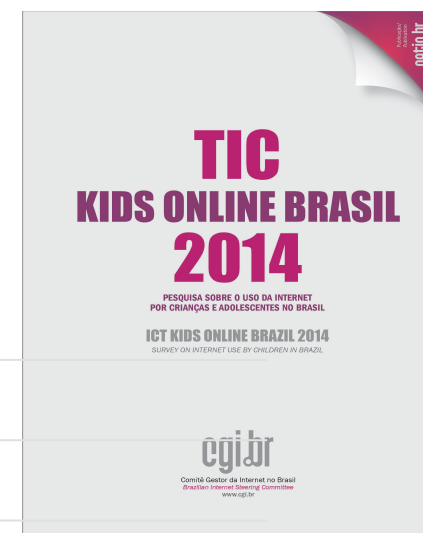 Publicação/
Publication
cetic.br
TIC
KIDS ONLINE BRASIL
2014
PESQUISA SOBRE O USO DA INTERNET
POR CRIANÇAS E ADOLESCENTES NO BRASIL
ICT KIDS ONLINE BRAZIL 2014
SURVEY ON INTERNET USE BY CHILDREN IN BRAZIL
cgi.br
Comitê Gestor da Internet no Brasil
Brazilian Internet Steering Committee
www.cgi.br